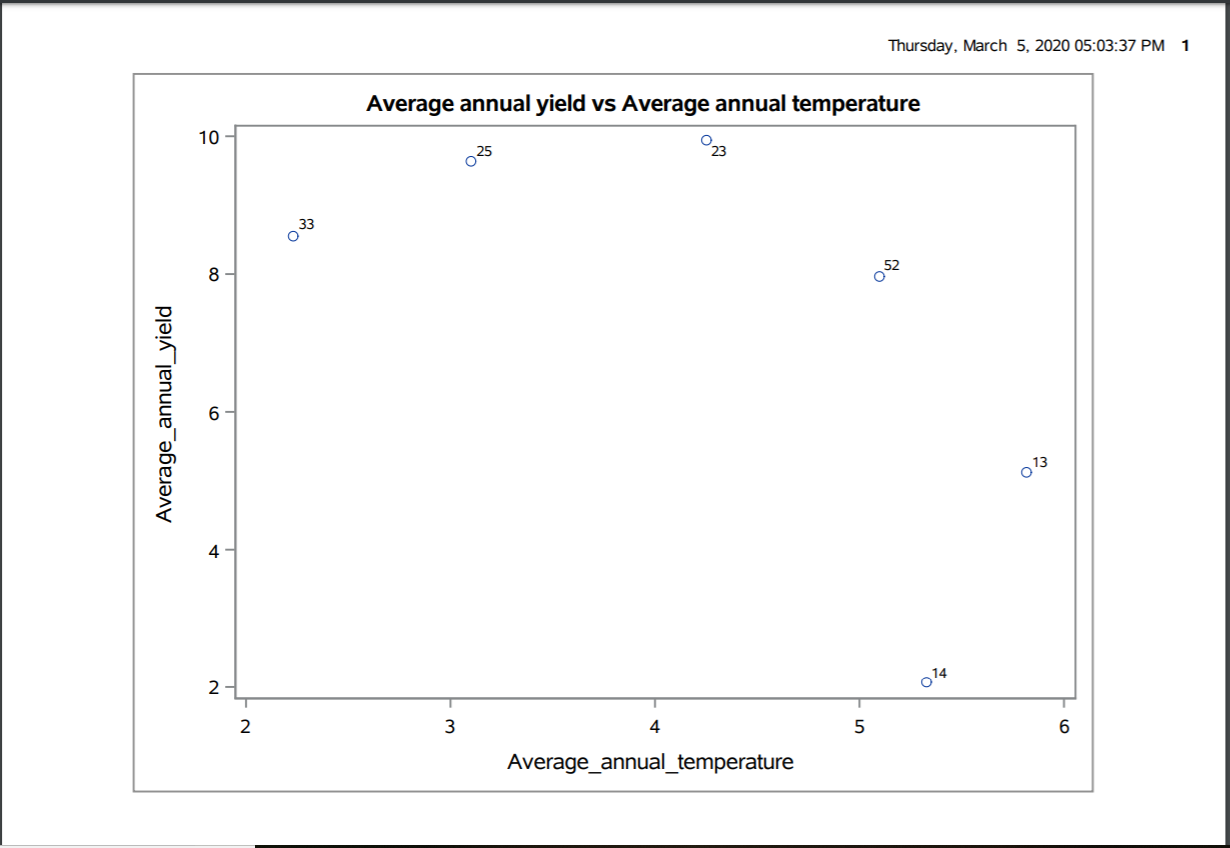 Thursday, March 5, 2020 05:03:37 PM 1
Average annual yield vs Average annual temperature
10
25
23
33
8
52
Average_annual_yield
6
13
4
14
2
2 3 4 5 6
Average_annual_temperature